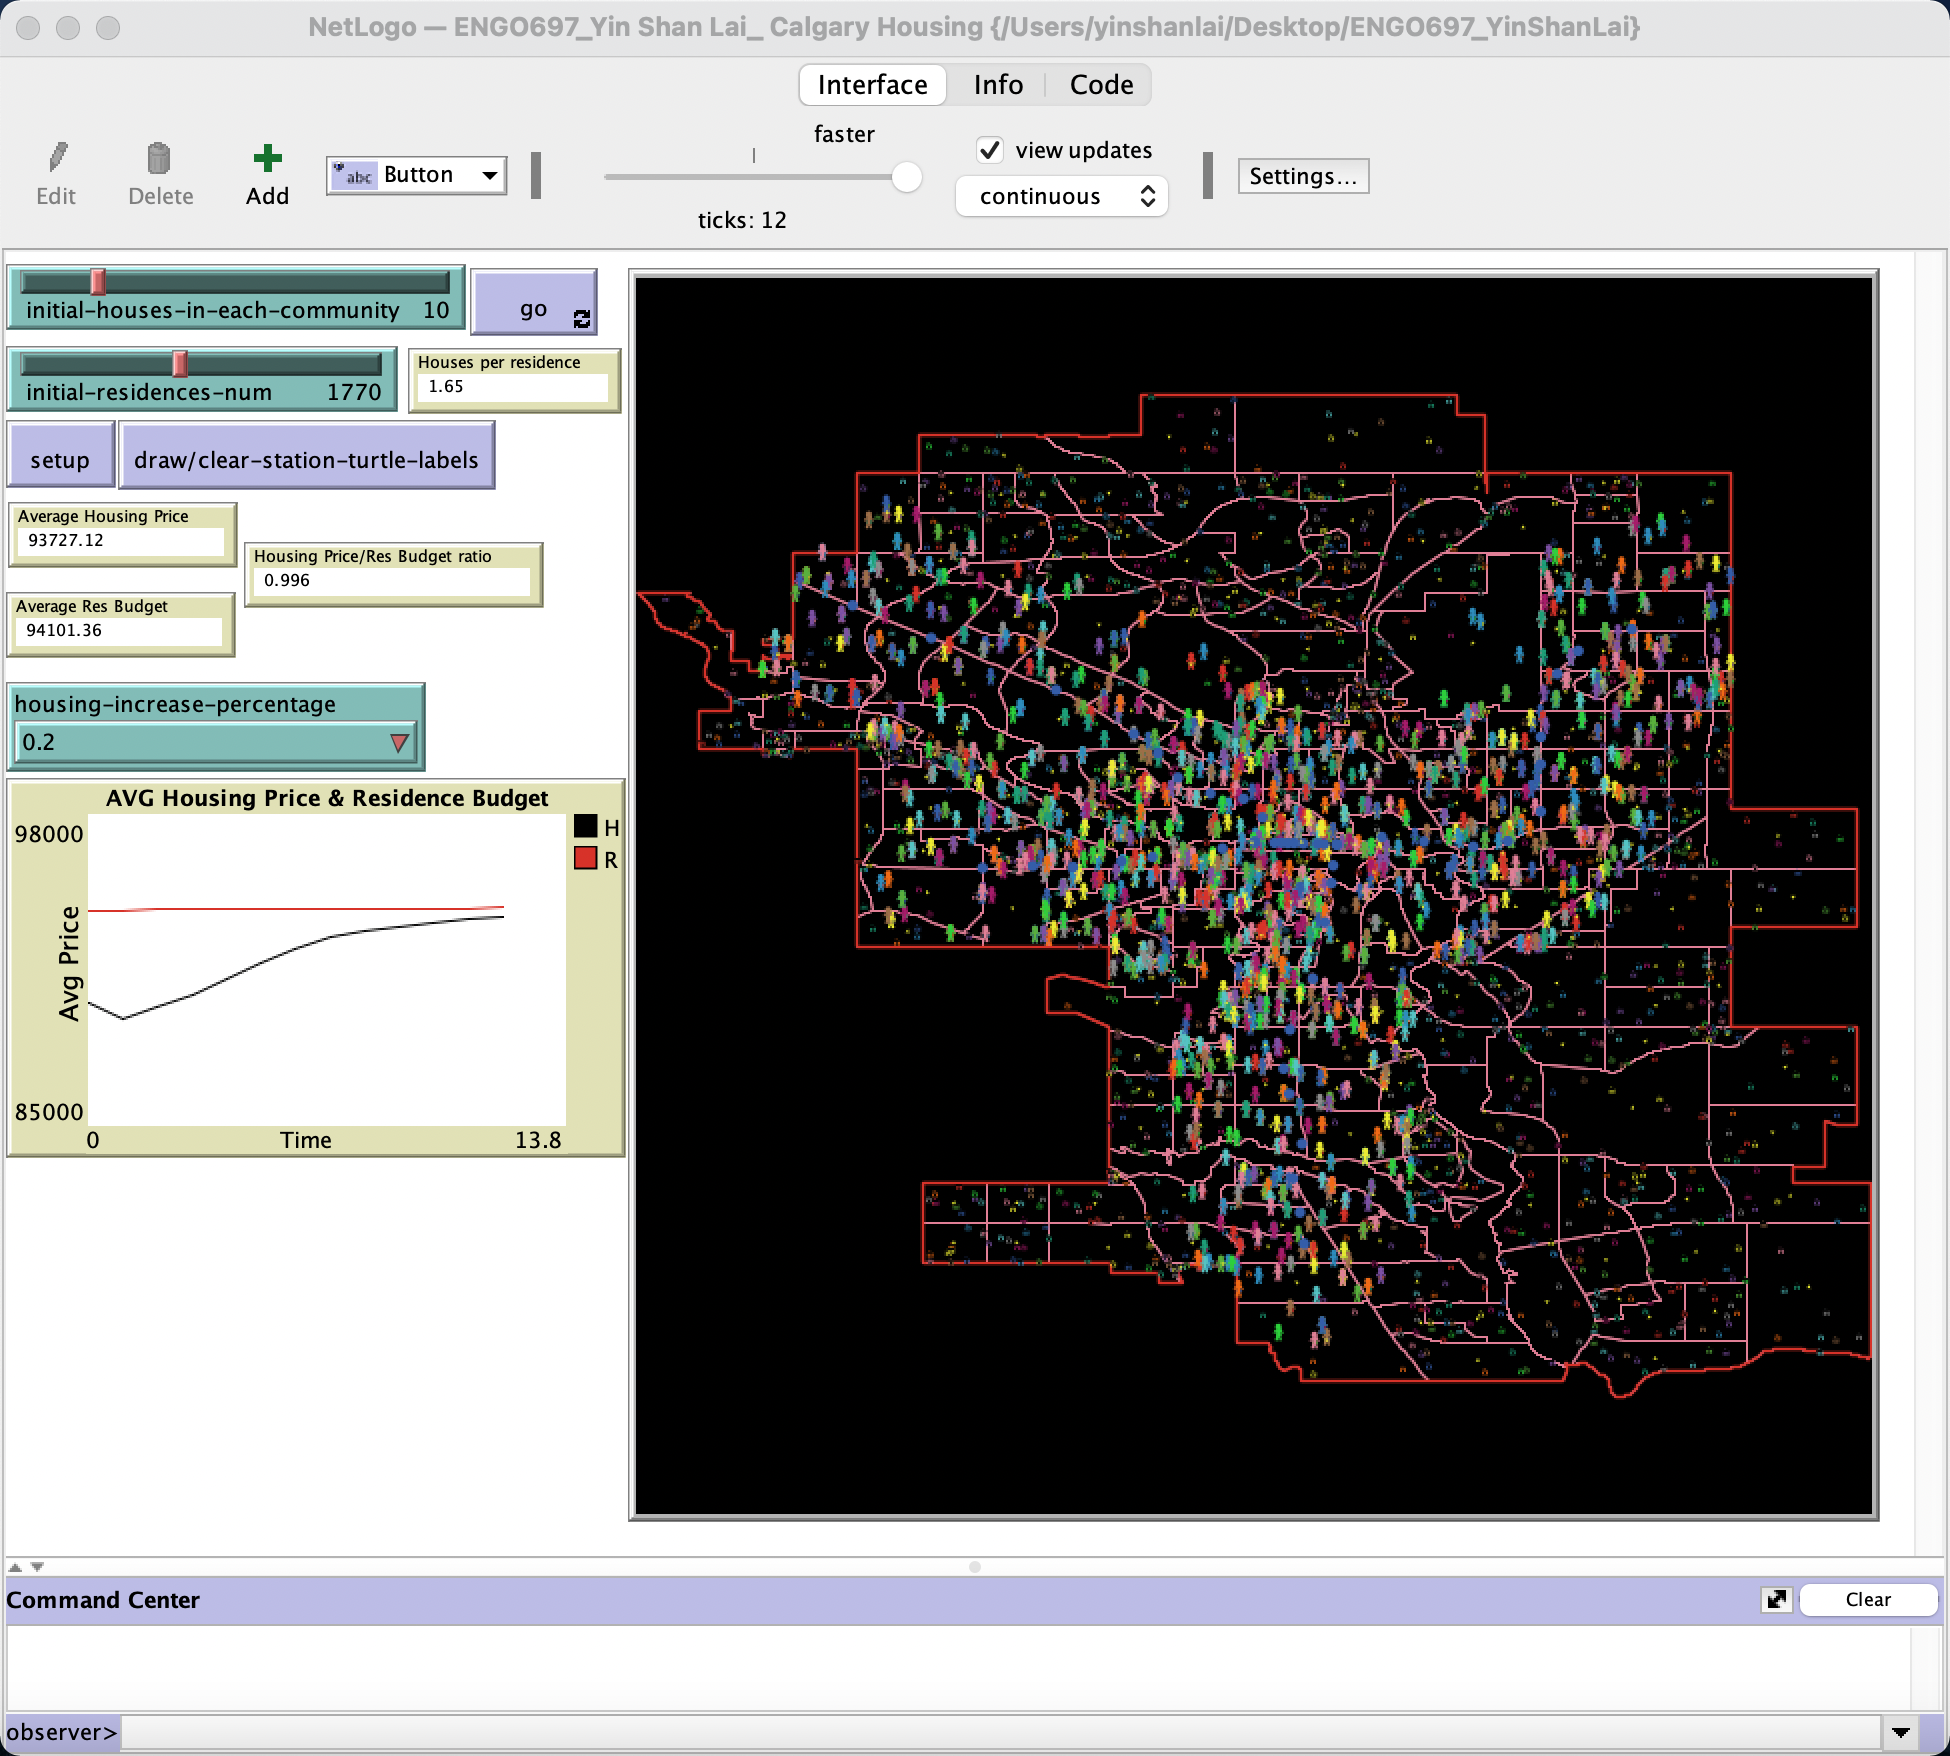 NetLogo — ENGO697_Yin Shan Lai_ Calgary Housing {/Users/yinshanlai/Desktop/ENGO697_YinShanLai}
Interface
Info
Code
Edit
Delete
Add
abc Button
faster
ticks: 12
view updates
continuous
Settings...
initial-houses-in-each-community 10
go
initial-residences-num 1770
Houses per residence
1.65
setup
draw/clear-station-turtle-labels
Average Housing Price
93727.12
Housing Price/Res Budget ratio
0.996
Average Res Budget
94101.36
housing-increase-percentage
0.2
AVG Housing Price & Residence Budget
98000
H
R
Avg Price
85000
0
Time
13.8
Command Center
Clear
observer>